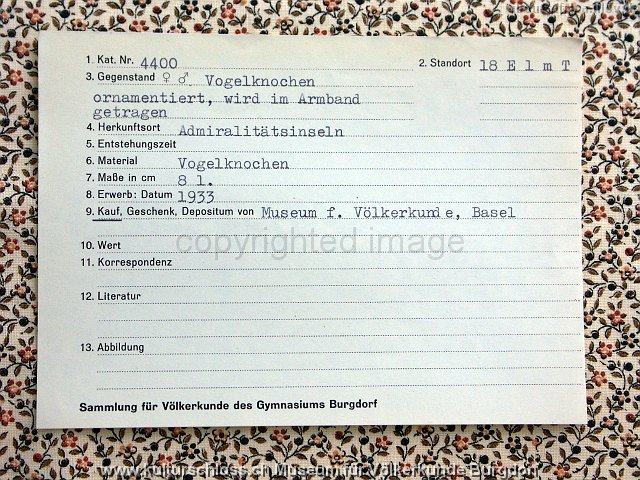 1. Kat. Nr. 4400 2. Standort 18 E l m T
3. Gegenstand ♀ ♂ Vogelknochen
ornamentiert, wird im Armband
getragen
4. Herkunftsort Admiralitätsinseln
5. Entstehungszeit
6. Material Vogelknochen
7. Maße in cm 8 l.
8. Erwerb: Datum 1933
9. Kauf, Geschenk, Depositum von Museum f. Völkerkunde, Basel
copyrighted image
10. Wert
11. Korrespondenz
12. Literatur
13. Abbildung
Sammlung für Völkerkunde des Gymnasiums Burgdorf
www.kulturschloss.ch Museum für Völkerkunde Burgdorf